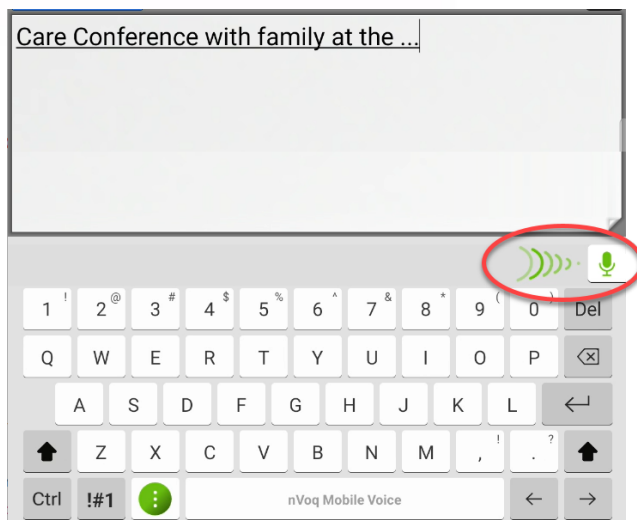 Care Conference with family at the ...
1 ! 2 @ 3 # 4 $ 5 % 6 ^ 7 & 8 * 9 ( 0 ) Del
Q W E R T Y U I O P
A S D F G H J K L
Z X C V B N M , ! . ?
Ctrl !#1 nVoq Mobile Voice